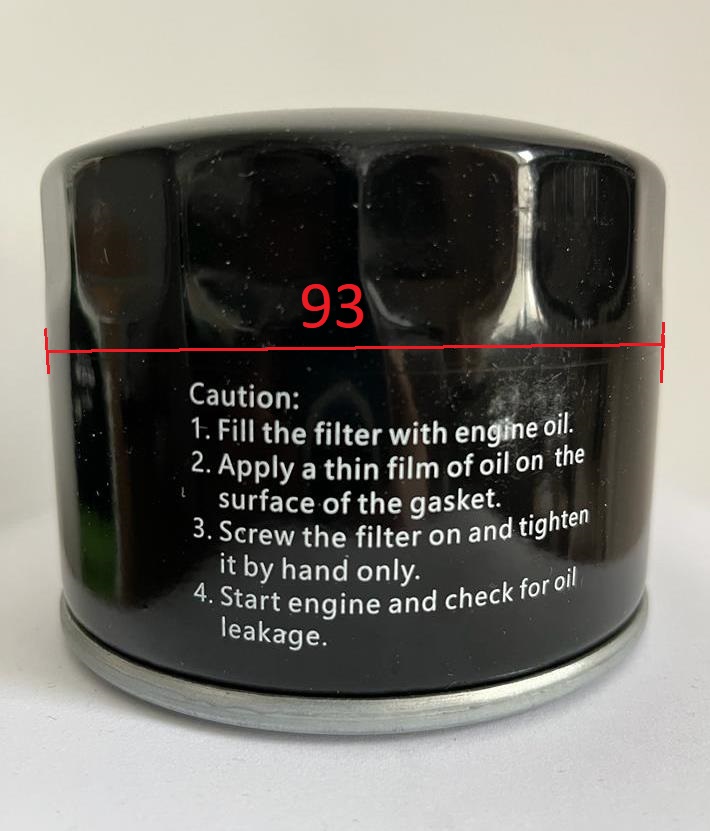 93
Caution:
1. Fill the filter with engine oil.
2. Apply a thin film of oil on the
surface of the gasket.
3. Screw the filter on and tighten
it by hand only.
4. Start engine and check for oil
leakage.